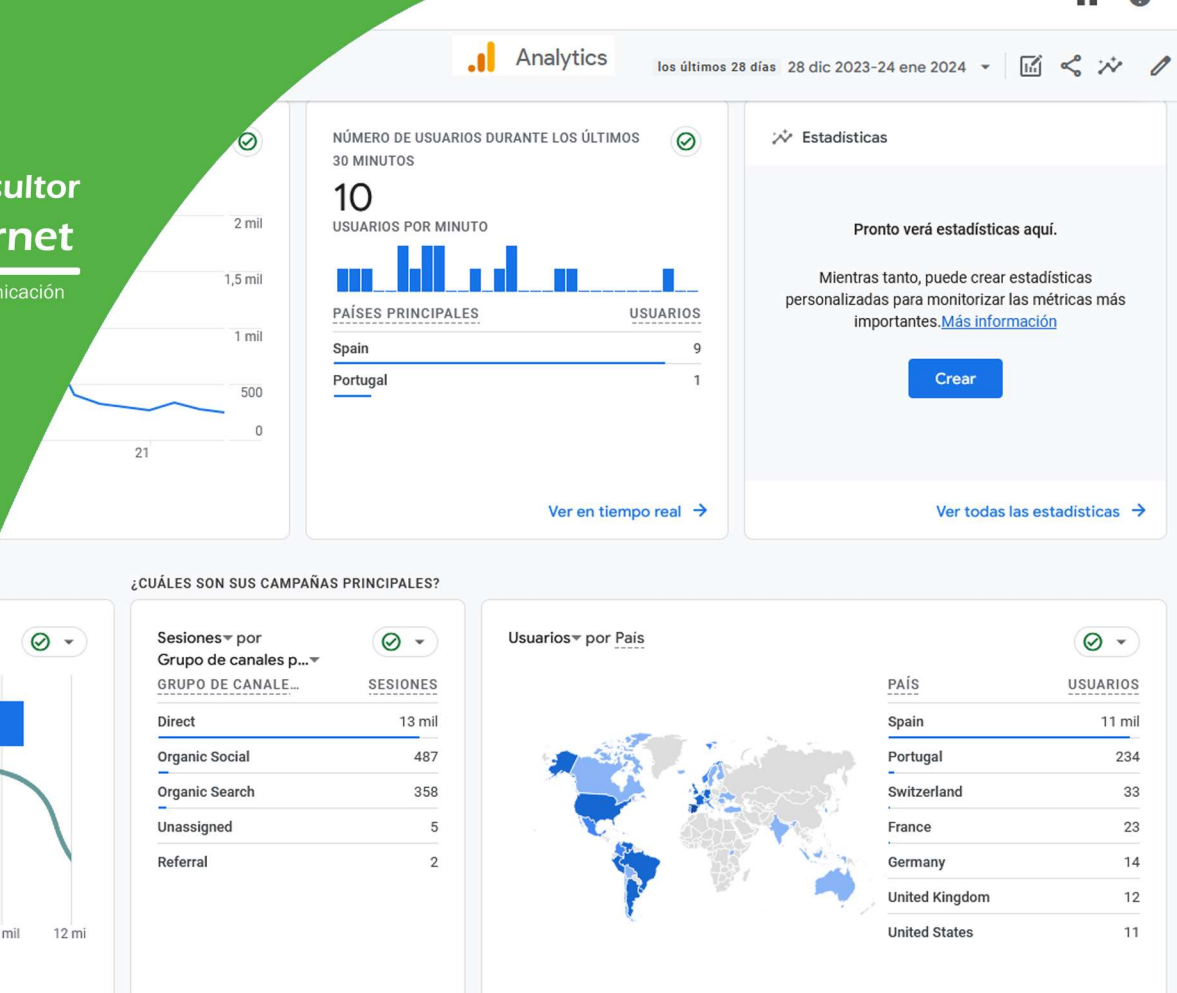 Analytics
los últimos 28 días 28 dic 2023-24 ene 2024
sultor
rnet
nicación
2 mil
1,5 mil
1 mil
500
0
21
NÚMERO DE USUARIOS DURANTE LOS ÚLTIMOS
30 MINUTOS
10
USUARIOS POR MINUTO
PAÍSES PRINCIPALES USUARIOS
Spain 9
Portugal 1
Ver en tiempo real
Estadísticas
Pronto verá estadísticas aquí.
Mientras tanto, puede crear estadísticas
personalizadas para monitorizar las métricas más
importantes.Más información
Crear
Ver todas las estadísticas
¿CUÁLES SON SUS CAMPAÑAS PRINCIPALES?
mil 12 mi
Sesiones por
Grupo de canales p...
GRUPO DE CANALE... SESIONES
Direct 13 mil
Organic Social 487
Organic Search 358
Unassigned 5
Referral 2
Usuarios por País
PAÍS USUARIOS
Spain 11 mil
Portugal 234
Switzerland 33
France 23
Germany 14
United Kingdom 12
United States 11